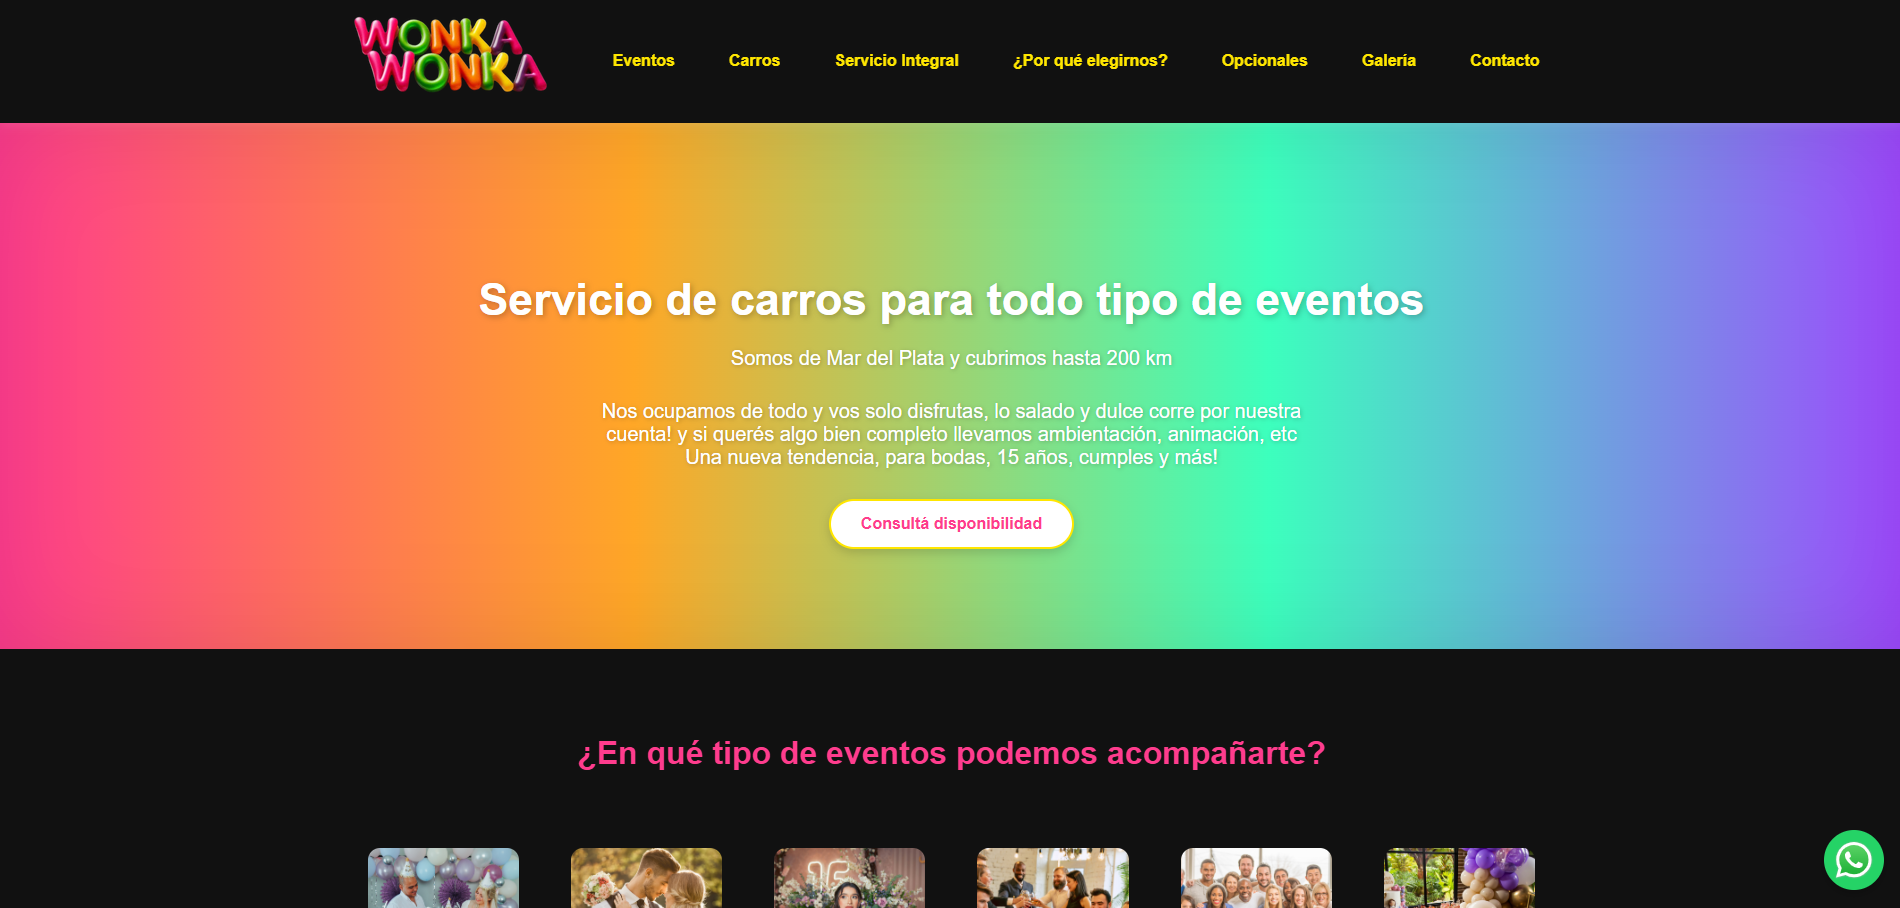 WONKA
WONKA
Eventos Carros Servicio Integral ¿Por qué elegirnos? Opcionales Galería Contacto
Servicio de carros para todo tipo de eventos
Somos de Mar del Plata y cubrimos hasta 200 km
Nos ocupamos de todo y vos solo disfrutas, lo salado y dulce corre por nuestra
cuenta! y si querés algo bien completo llevamos ambientación, animación, etc
Una nueva tendencia, para bodas, 15 años, cumples y más!
Consultá disponibilidad
¿En qué tipo de eventos podemos acompañarte?
15